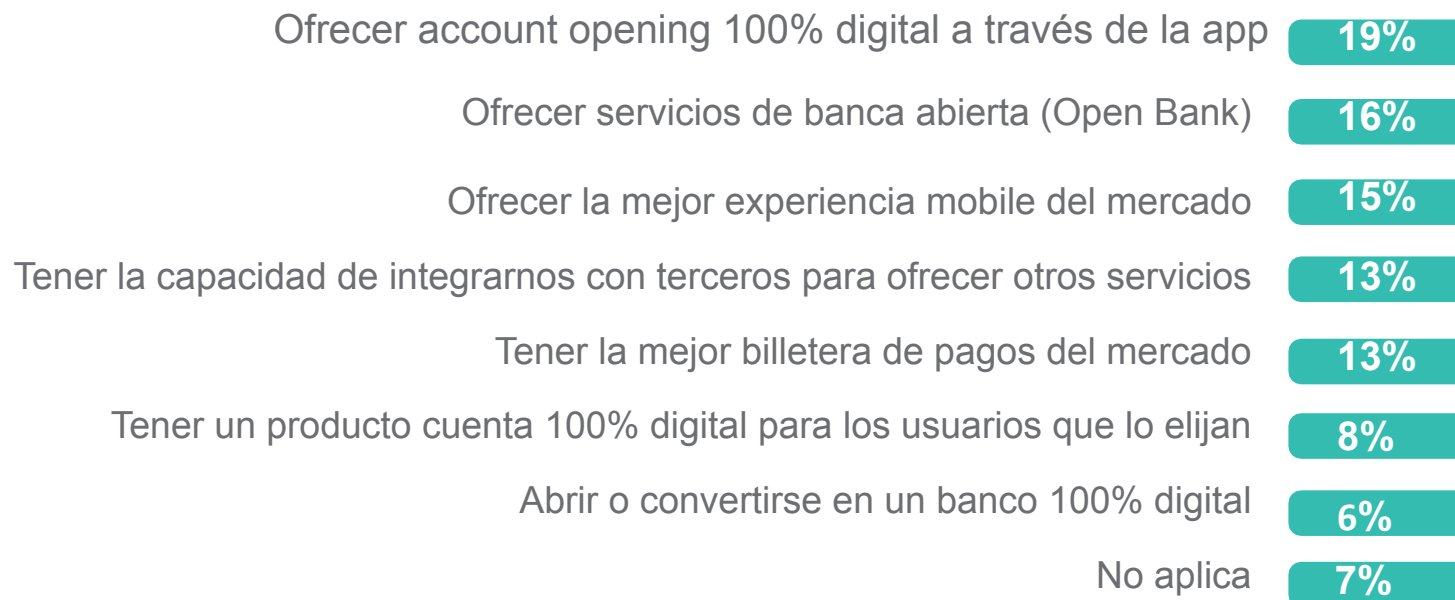 Ofrecer account opening 100% digital a través de la app 19%
Ofrecer servicios de banca abierta (Open Bank) 16%
Ofrecer la mejor experiencia mobile del mercado 15%
Tener la capacidad de integrarnos con terceros para ofrecer otros servicios 13%
Tener la mejor billetera de pagos del mercado 13%
Tener un producto cuenta 100% digital para los usuarios que lo elijan 8%
Abrir o convertirse en un banco 100% digital 6%
No aplica 7%